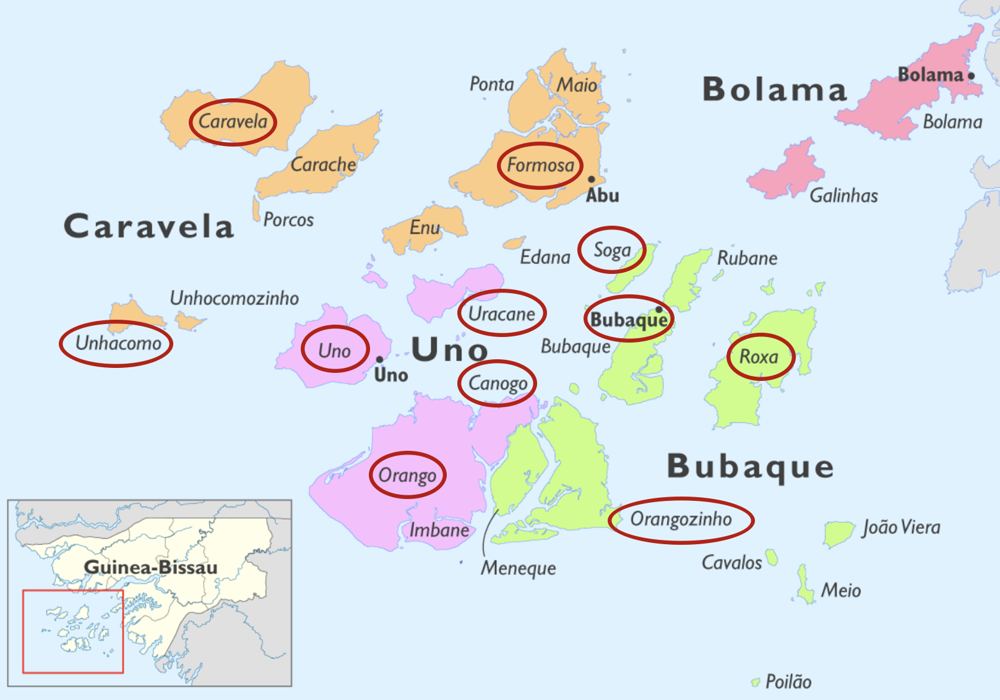 Ponta
Maio
Bolama
Bolama
Bolama
Caravela
Carache
Formosa
Abu
Galinhas
Porcos
Caravela
Enu
Edana
Soga
Rubane
Unhocomozinho
Unhacomo
Uracane
Uno
Uno
Uno
Bubaque
Bubaque
Roxa
Canogo
Orango
Imbane
Bubaque
Orangozinho
Meneque
João Viera
Cavalos
Meio
Poilão
Guinea-Bissau